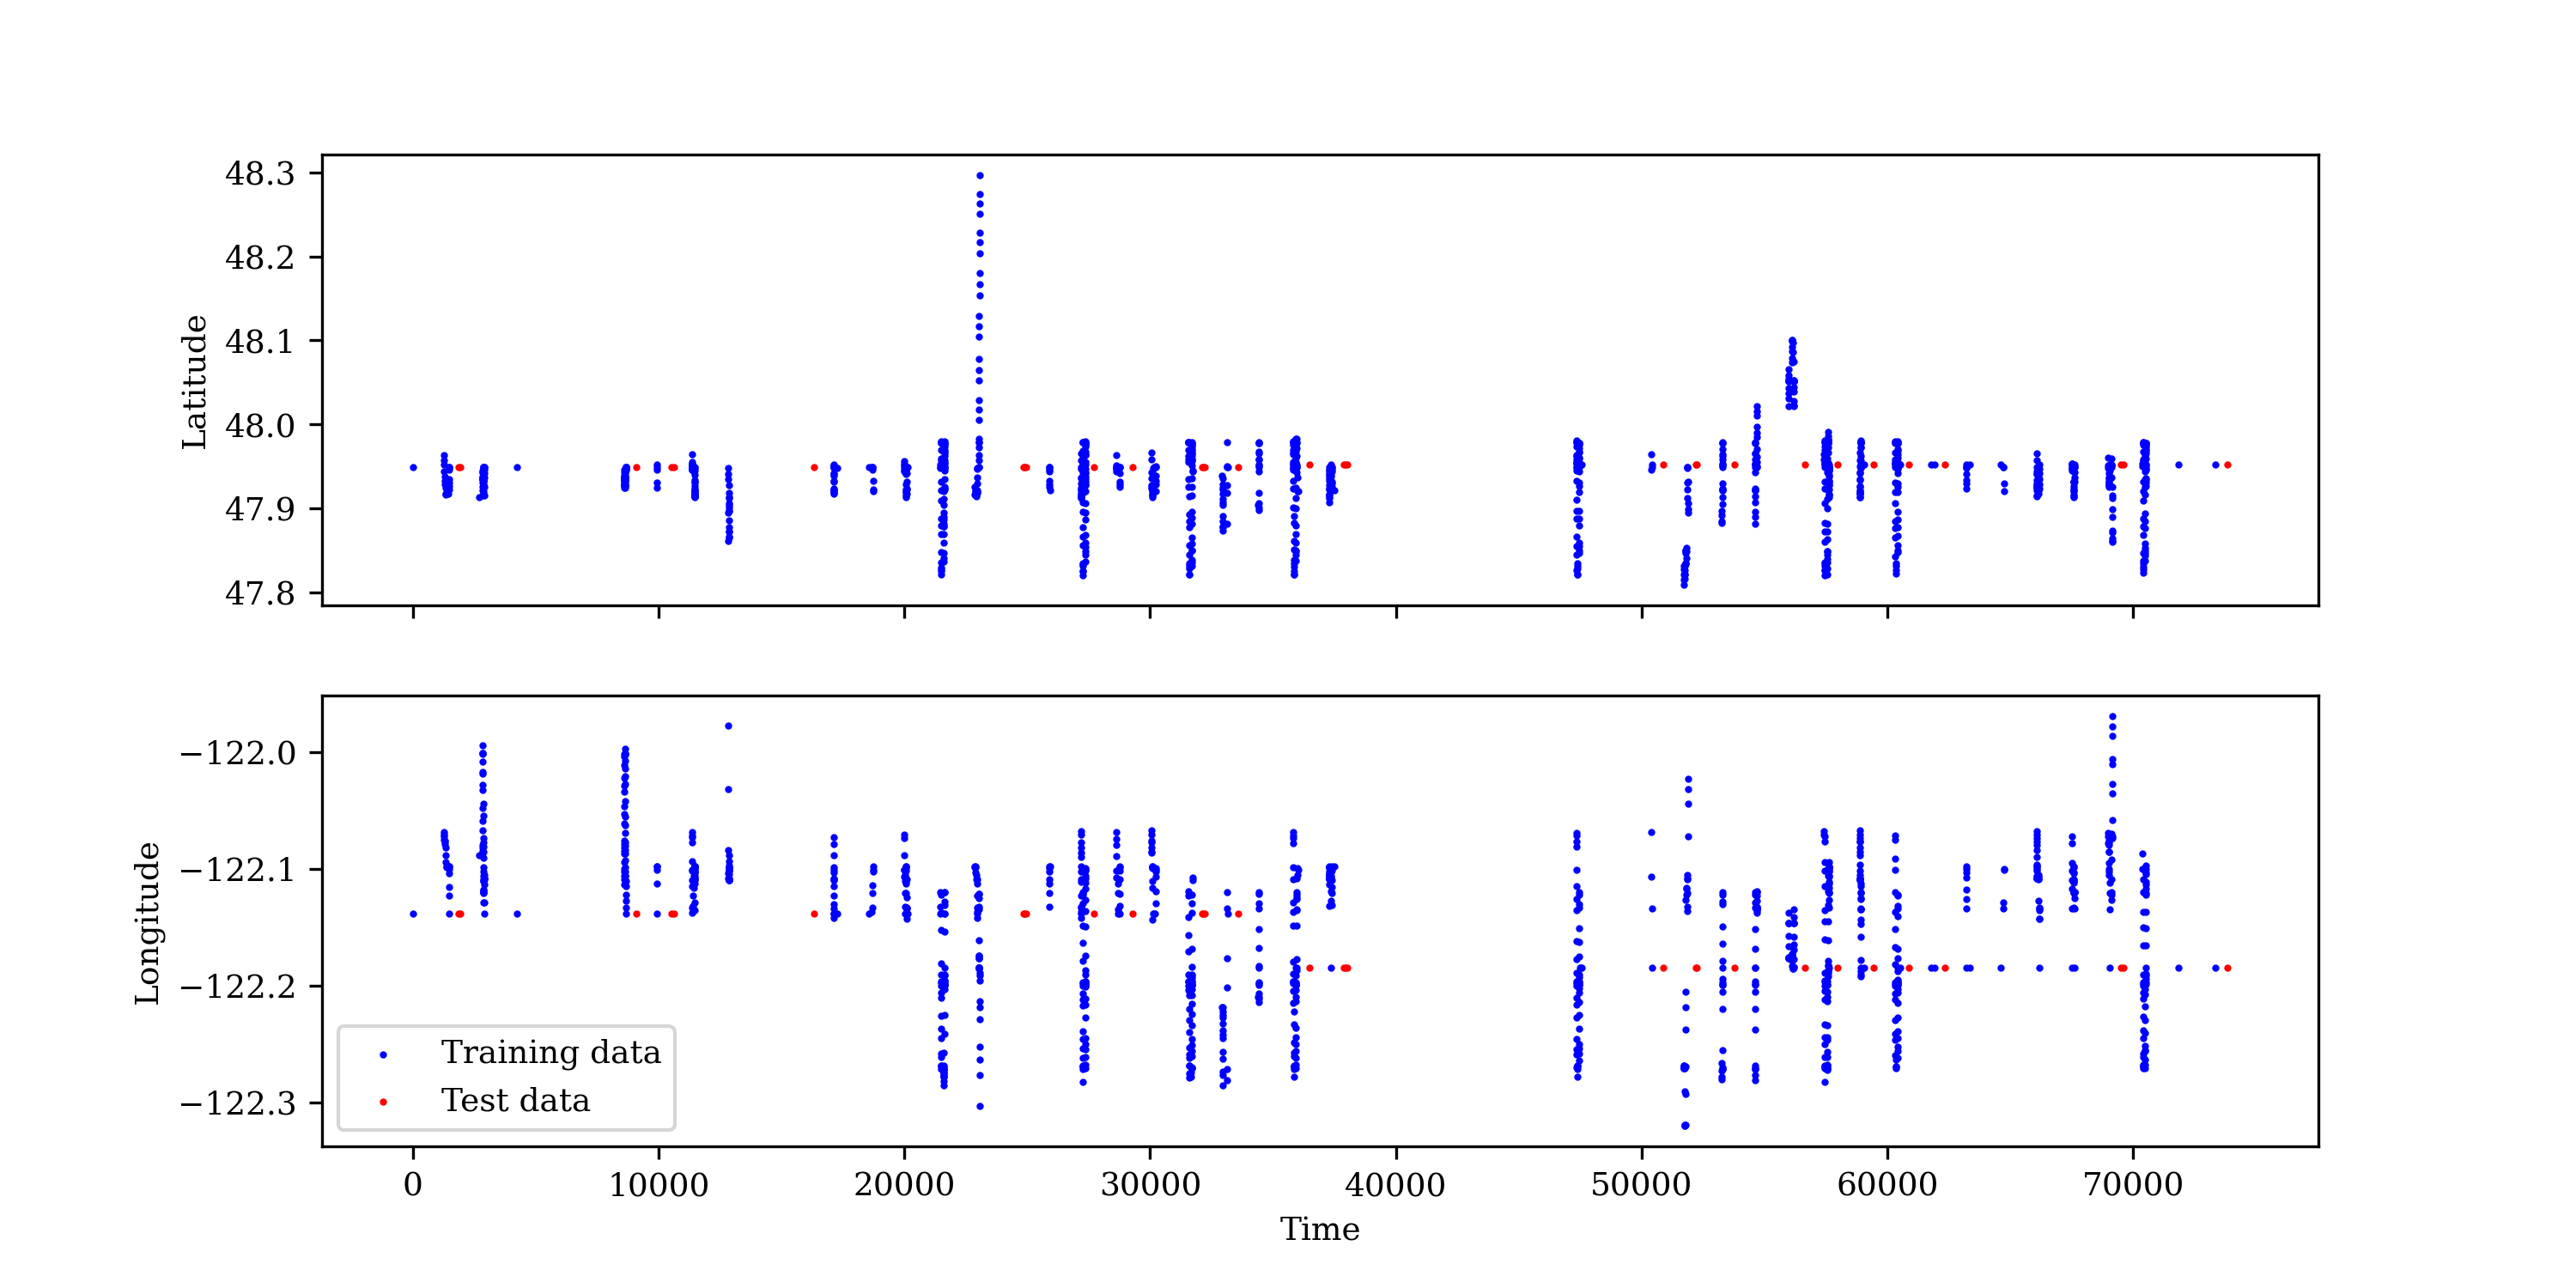 48.3
48.2
48.1
48.0
47.9
47.8
Latitude
−122.0
−122.1
−122.2
−122.3
Longitude
Training data
Test data
0 10000 20000 30000 40000 50000 60000 70000
Time